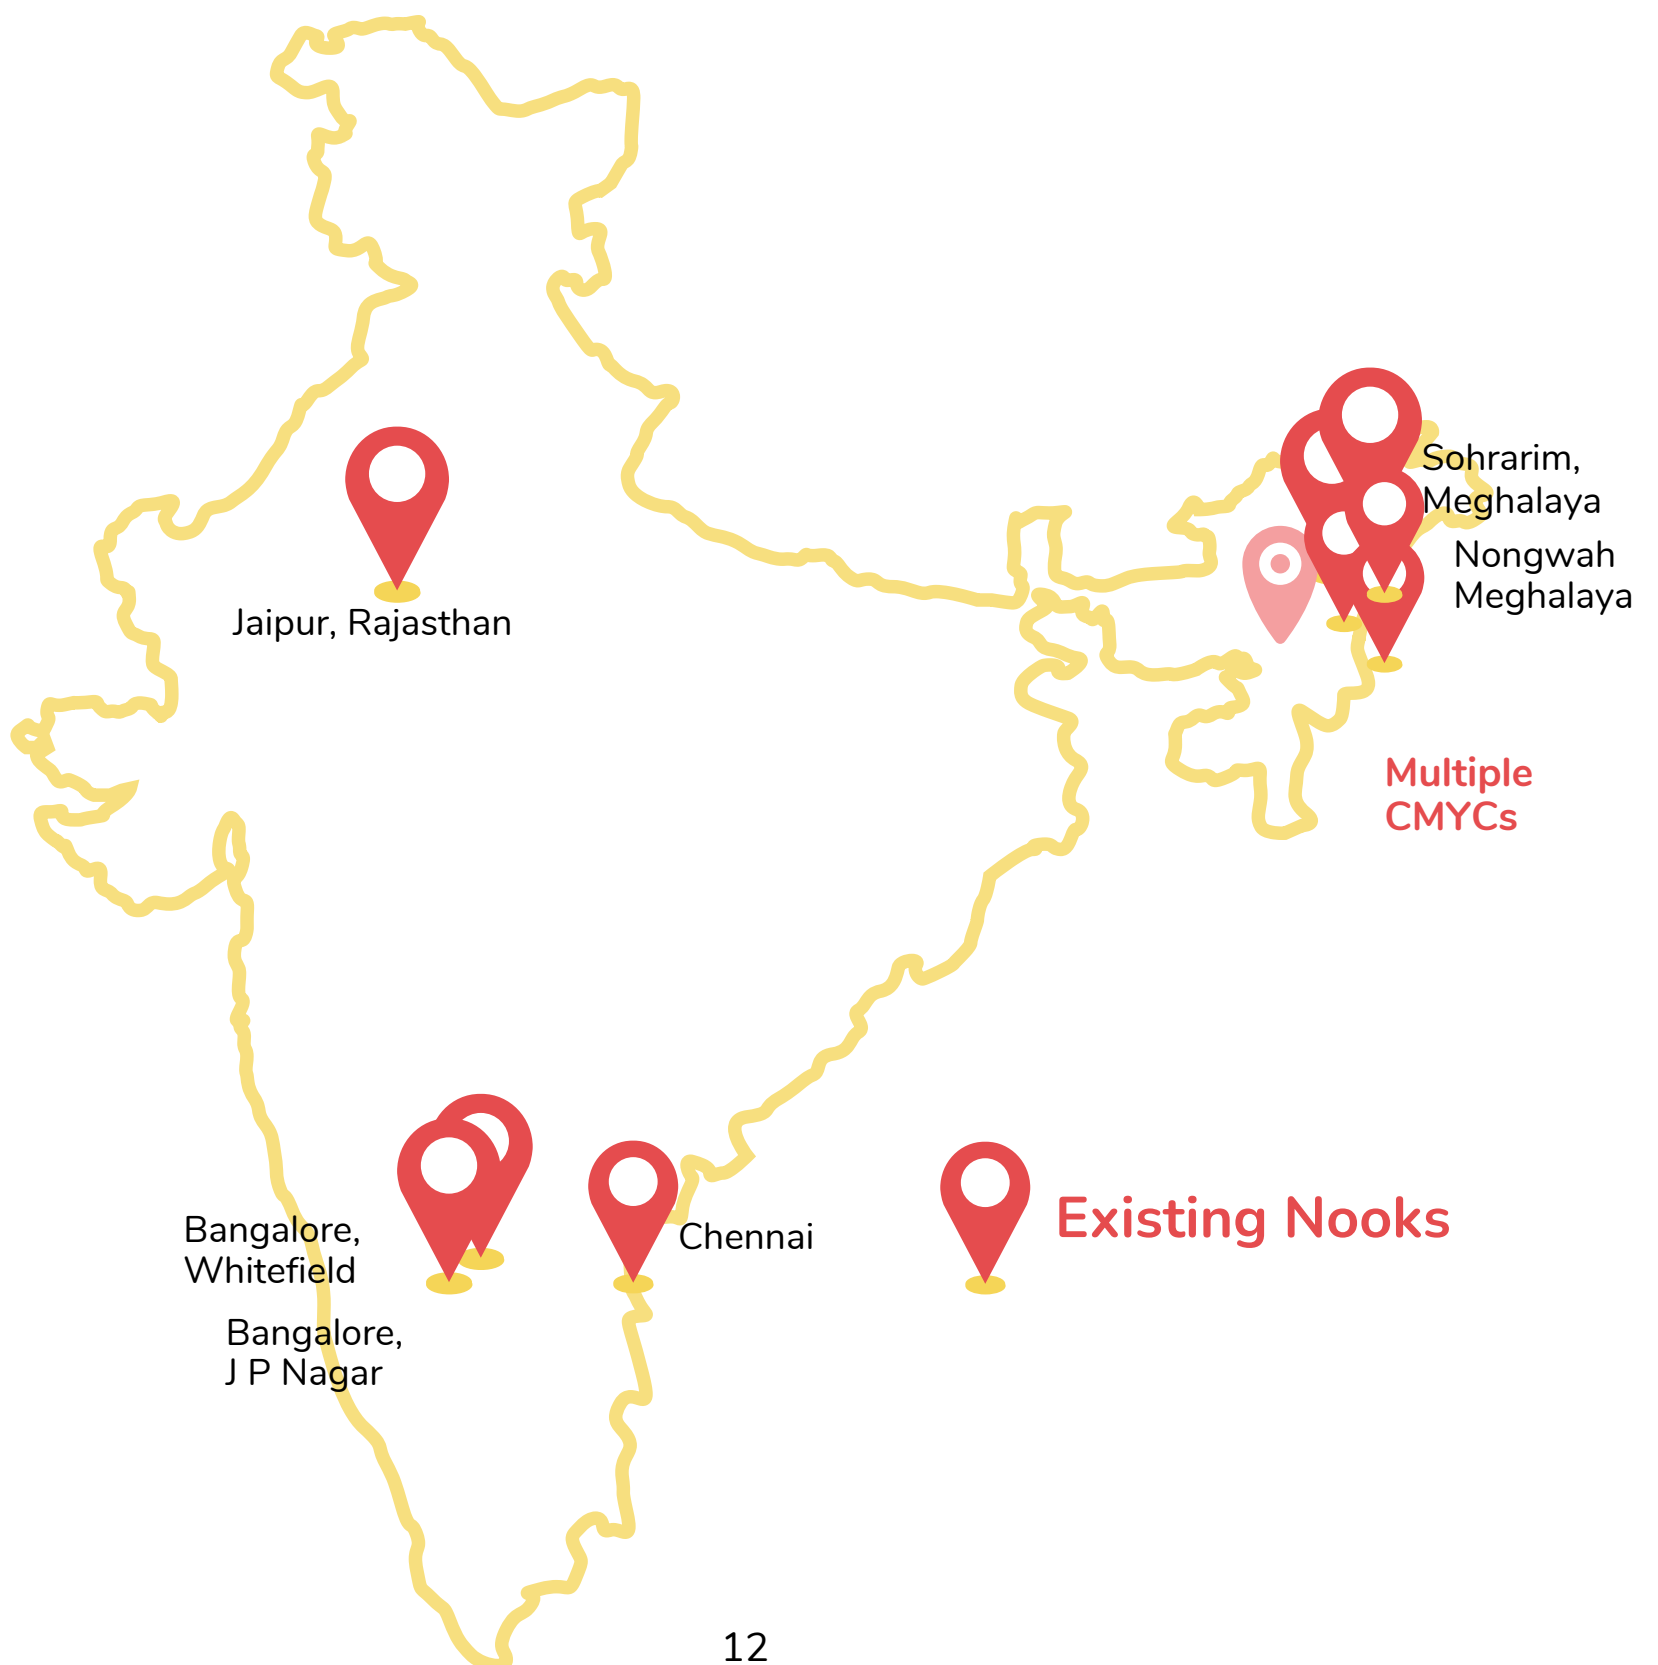 Sohrarim,
Meghalaya
Nongwah
Meghalaya
Jaipur, Rajasthan
Multiple
CMYCs
Existing Nooks
Bangalore,
Whitefield
Chennai
Bangalore,
J P Nagar
12